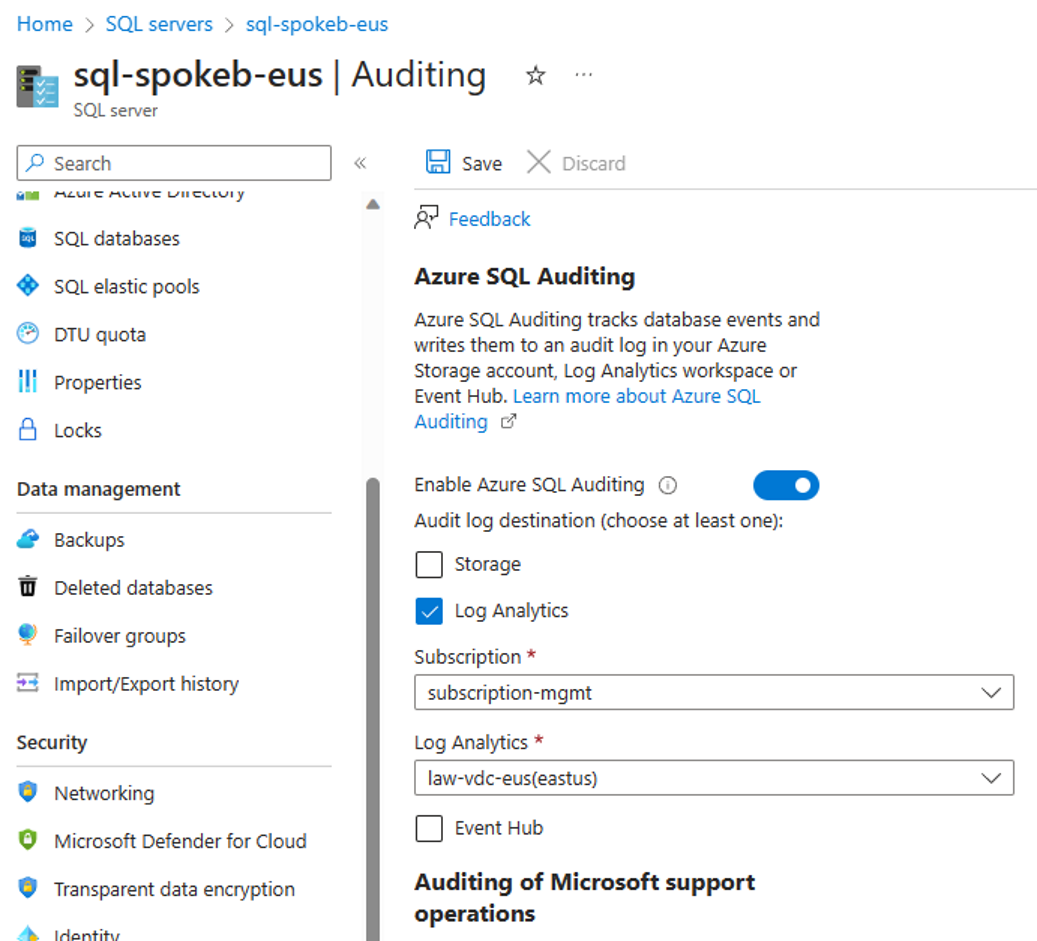 Home > SQL servers > sql-spokeb-eus
sql-spokeb-eus | Auditing
SQL server
Search
Save
Discard
Azure Active Directory
SQL databases
SQL elastic pools
DTU quota
Properties
Locks
Data management
Backups
Deleted databases
Failover groups
Import/Export history
Security
Networking
Microsoft Defender for Cloud
Transparent data encryption
Identity
Feedback
Azure SQL Auditing
Azure SQL Auditing tracks database events and
writes them to an audit log in your Azure
Storage account, Log Analytics workspace or
Event Hub. Learn more about Azure SQL
Auditing
Enable Azure SQL Auditing
Audit log destination (choose at least one):
Storage
Log Analytics
Subscription *
subscription-mgmt
Log Analytics *
law-vdc-eus(eastus)
Event Hub
Auditing of Microsoft support
operations